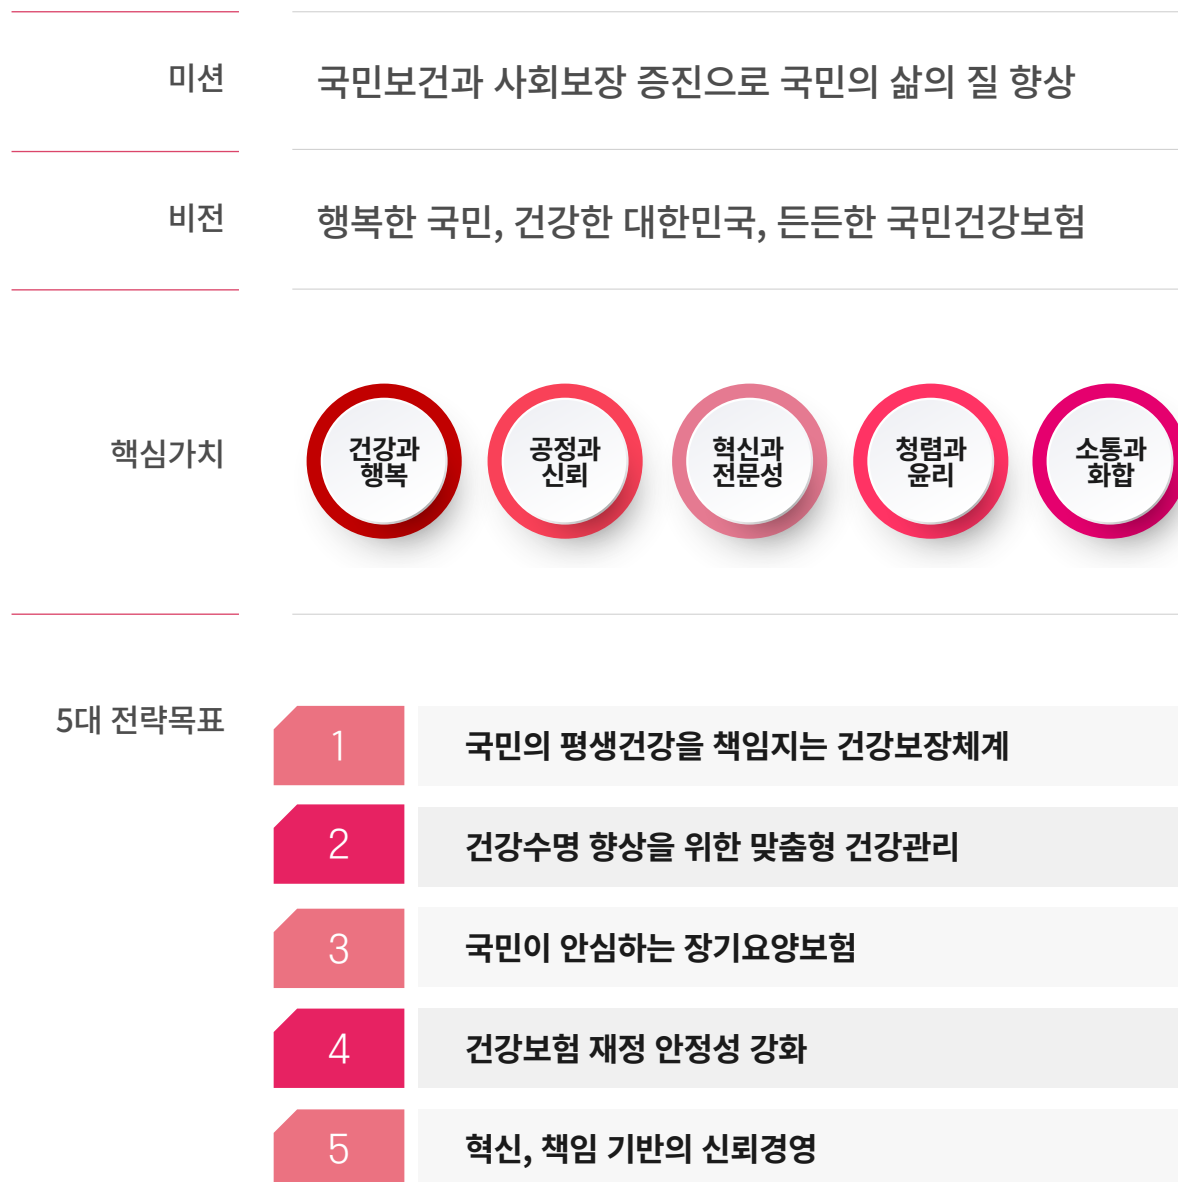 미션
국민보건과 사회보장 증진으로 국민의 삶의 질 향상
비전
행복한 국민, 건강한 대한민국, 든든한 국민건강보험
핵심가치
건강과
행복
공정과
신뢰
혁신과
전문성
청렴과
윤리
소통과
화합
5대 전략목표
1
국민의 평생건강을 책임지는 건강보장체계
2
건강수명 향상을 위한 맞춤형 건강관리
3
국민이 안심하는 장기요양보험
4
건강보험 재정 안정성 강화
5
혁신, 책임 기반의 신뢰경영